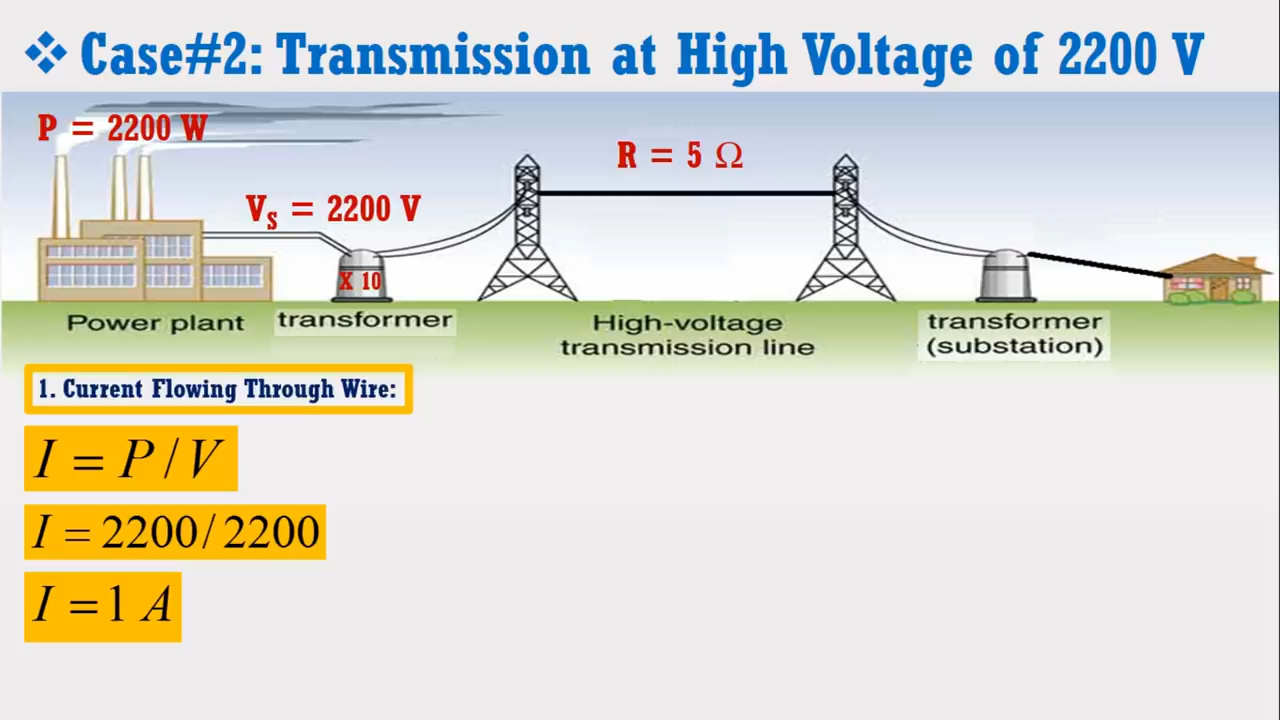 ❖ Case#2: Transmission at High Voltage of 2200 V
P = 2200 W
R = 5 Ω
V_S = 2200 V
X 10
Power plant
transformer
High-voltage
transmission line
transformer
(substation)
1. Current Flowing Through Wire:
I = P / V
I = 2200 / 2200
I = 1 A